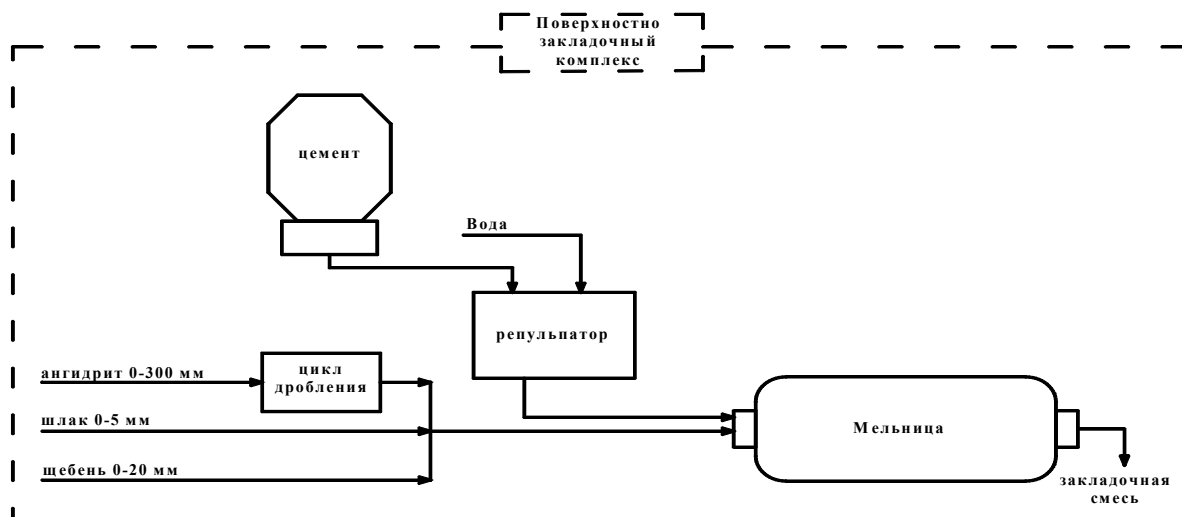 Поверхностно
закладочный
комплекс
цемент
Вода
репульпатор
ангидрит 0-300 мм
цикл
дробления
шлак 0-5 мм
Мельница
щебень 0-20 мм
закладочная
смесь